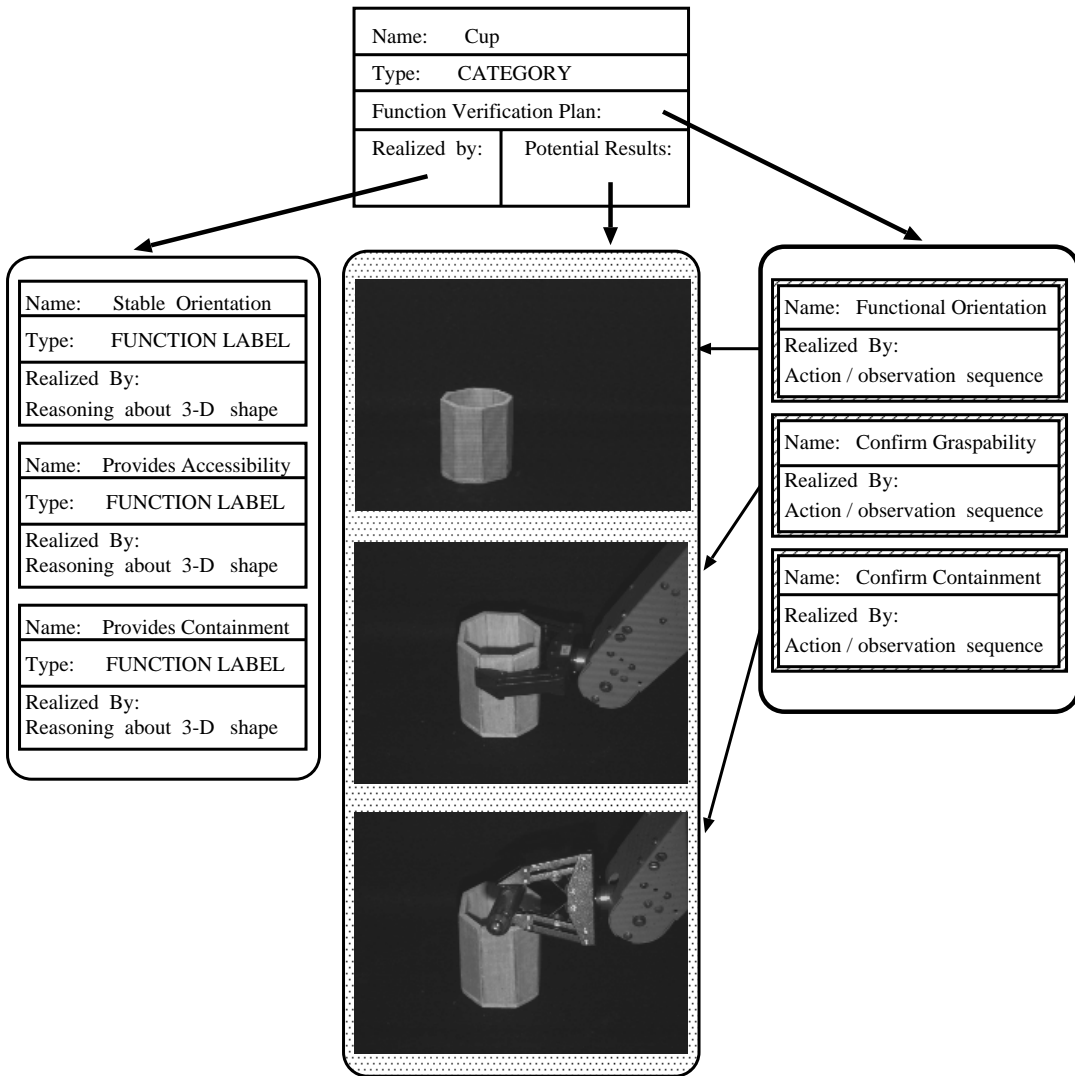 Name: Cup
Type: CATEGORY
Function Verification Plan:
Realized by:
Potential Results:
Name: Stable Orientation
Type: FUNCTION LABEL
Realized By:
Reasoning about 3-D shape
Name: Provides Accessibility
Type: FUNCTION LABEL
Realized By:
Reasoning about 3-D shape
Name: Provides Containment
Type: FUNCTION LABEL
Realized By:
Reasoning about 3-D shape
Name: Functional Orientation
Realized By:
Action / observation sequence
Name: Confirm Graspability
Realized By:
Action / observation sequence
Name: Confirm Containment
Realized By:
Action / observation sequence